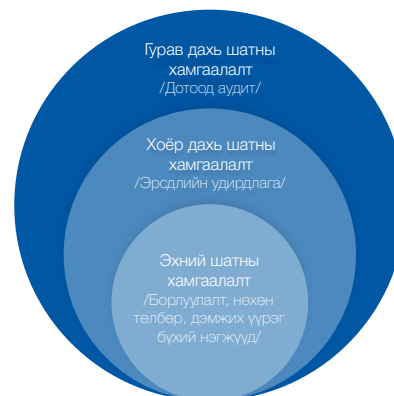 Гурав дахь шатны
хамгаалалт
/Дотоод аудит/
Хоёр дахь шатны
хамгаалалт
/Эрсдлийн удирдлага/
Эхний шатны
хамгаалалт
/Борлуулалт, нөхөн
төлбөр, дэмжих үүрэг
бүхий нэгжүүд/